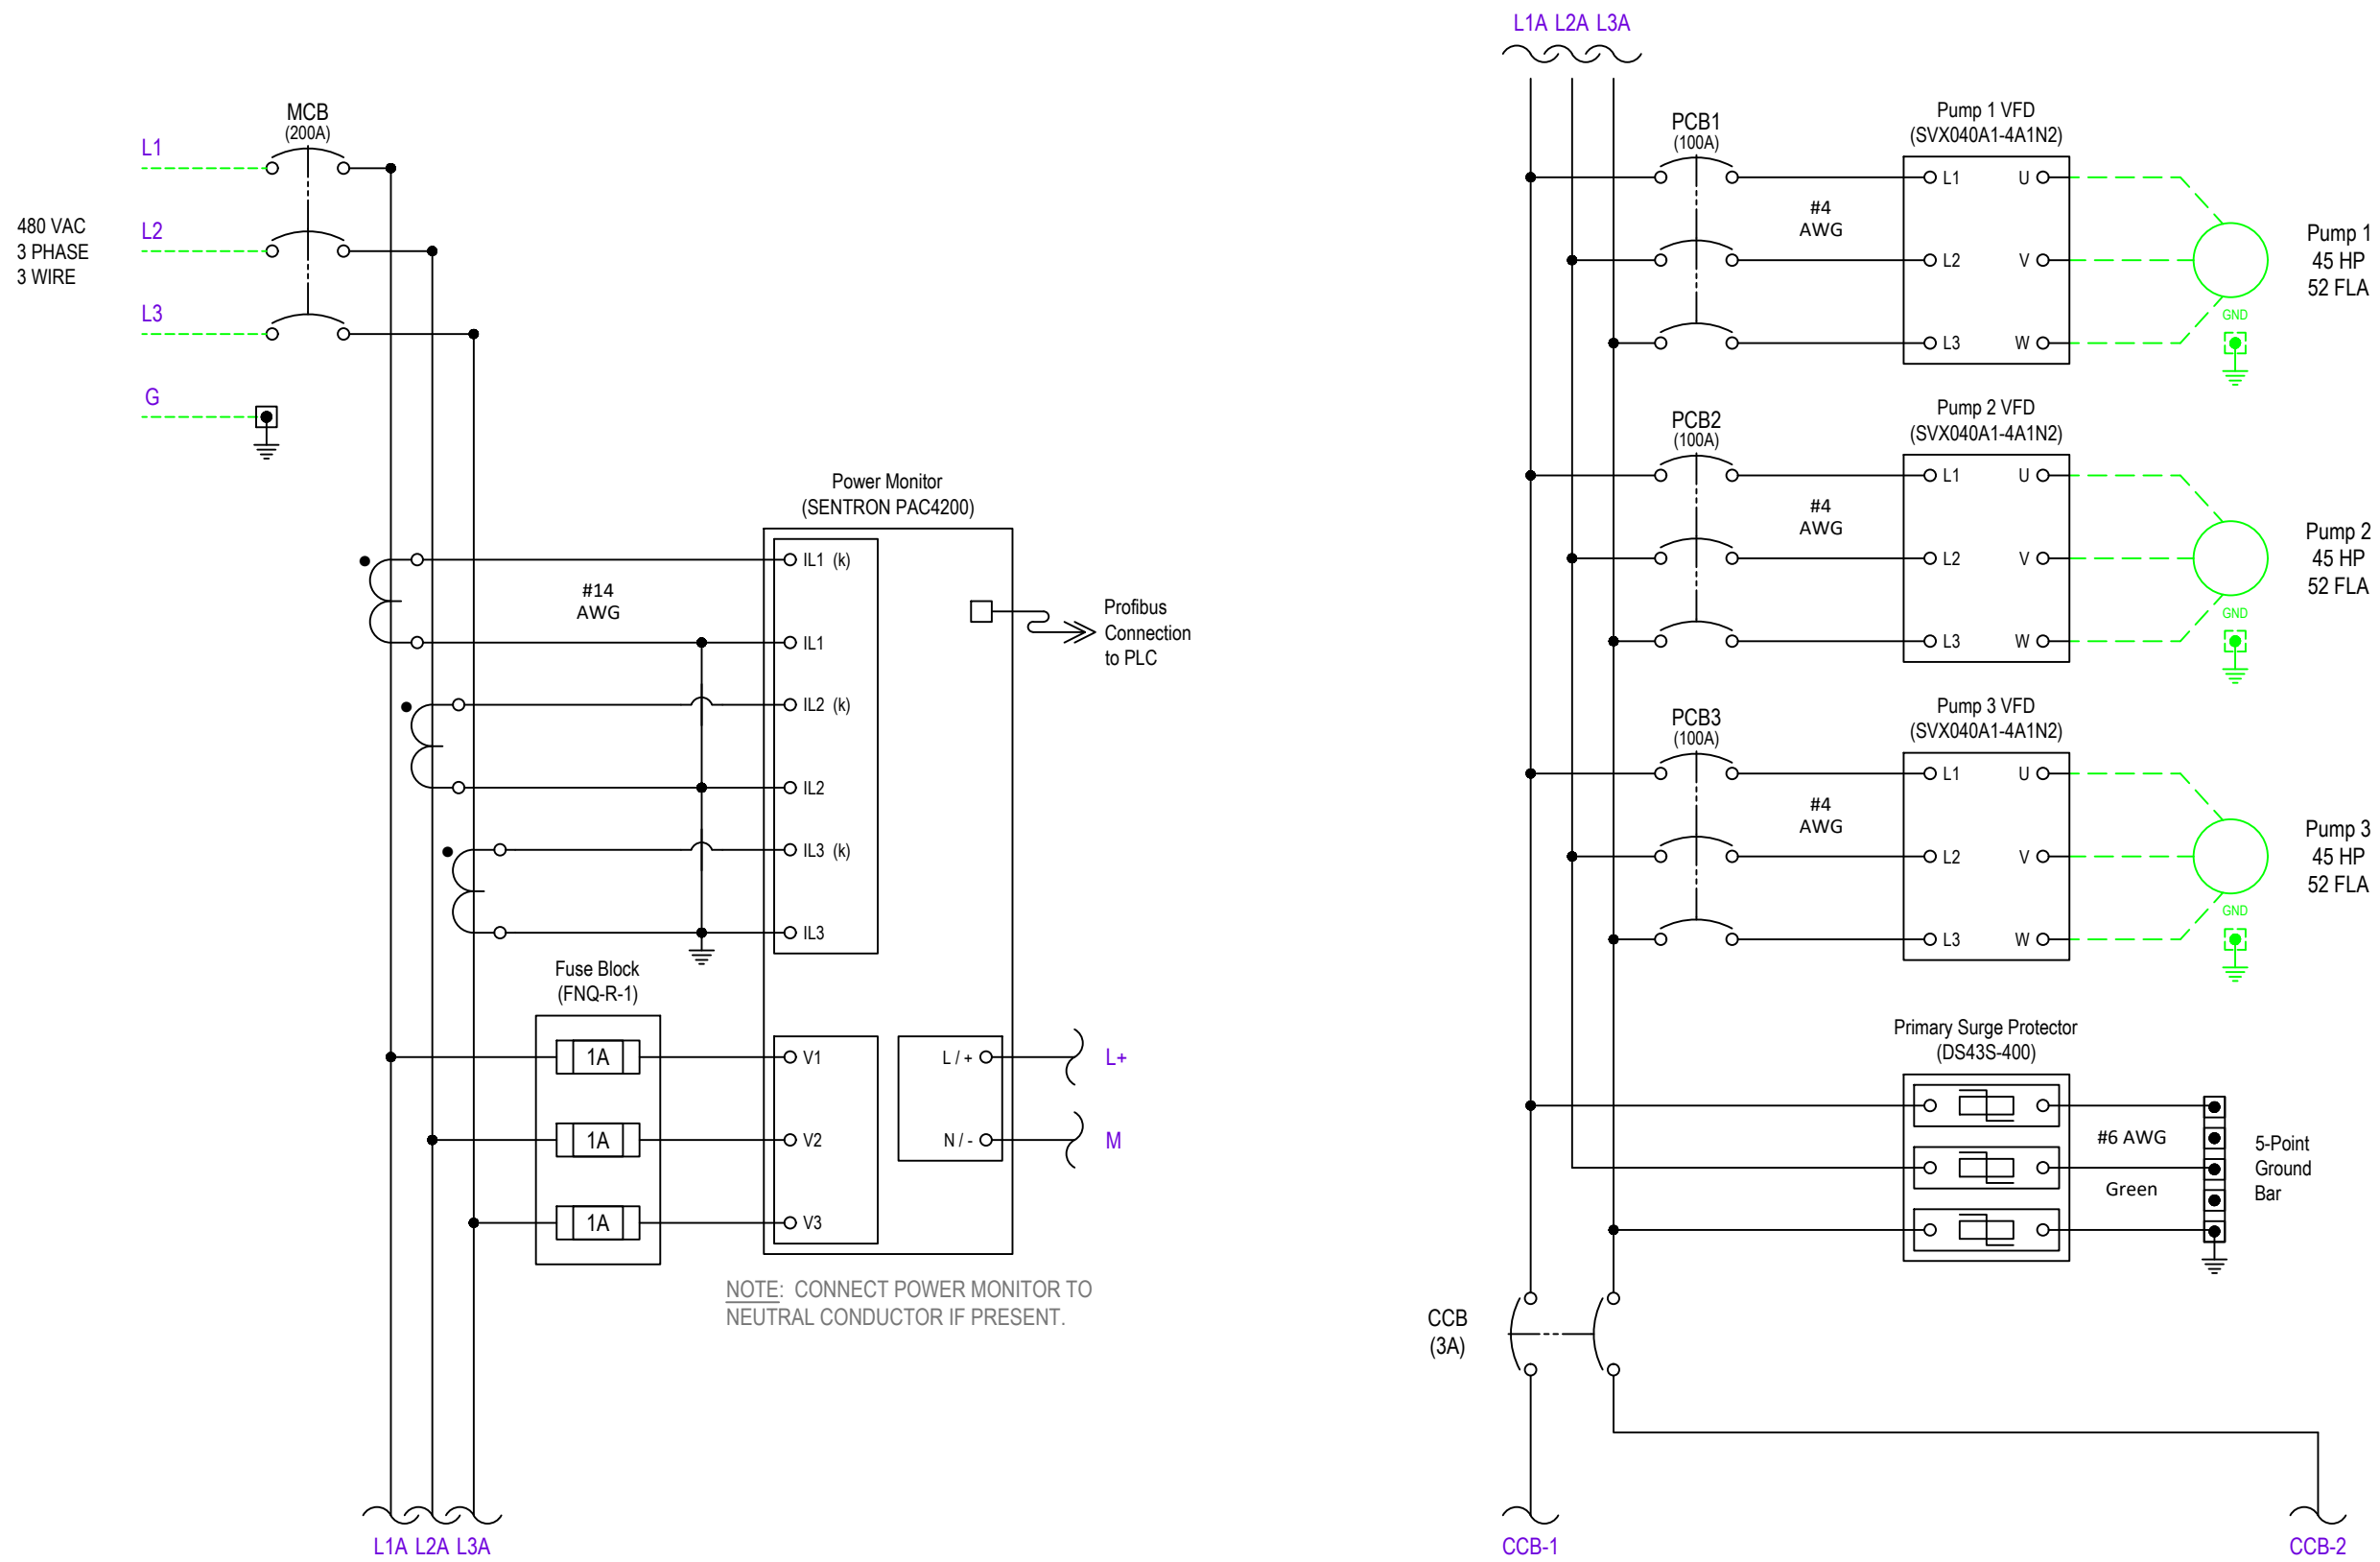 MCB
(200A)
L1
L2
L3
G
480 VAC
3 PHASE
3 WIRE
Power Monitor
(SENTRON PAC4200)
#14
AWG
IL1 (k)
IL1
IL2 (k)
IL2
IL3 (k)
IL3
Profibus
Connection
to PLC
Fuse Block
(FNQ-R-1)
1A
1A
1A
V1
V2
V3
L / +
N / -
L+
M
NOTE: CONNECT POWER MONITOR TO
NEUTRAL CONDUCTOR IF PRESENT.
L1A L2A L3A
L1A L2A L3A
PCB1
(100A)
#4
AWG
Pump 1 VFD
(SVX040A1-4A1N2)
L1
L2
L3
U
V
W
GND
Pump 1
45 HP
52 FLA
PCB2
(100A)
#4
AWG
Pump 2 VFD
(SVX040A1-4A1N2)
L1
L2
L3
U
V
W
GND
Pump 2
45 HP
52 FLA
PCB3
(100A)
#4
AWG
Pump 3 VFD
(SVX040A1-4A1N2)
L1
L2
L3
U
V
W
GND
Pump 3
45 HP
52 FLA
Primary Surge Protector
(DS43S-400)
#6 AWG
Green
5-Point
Ground
Bar
CCB
(3A)
CCB-1
CCB-2